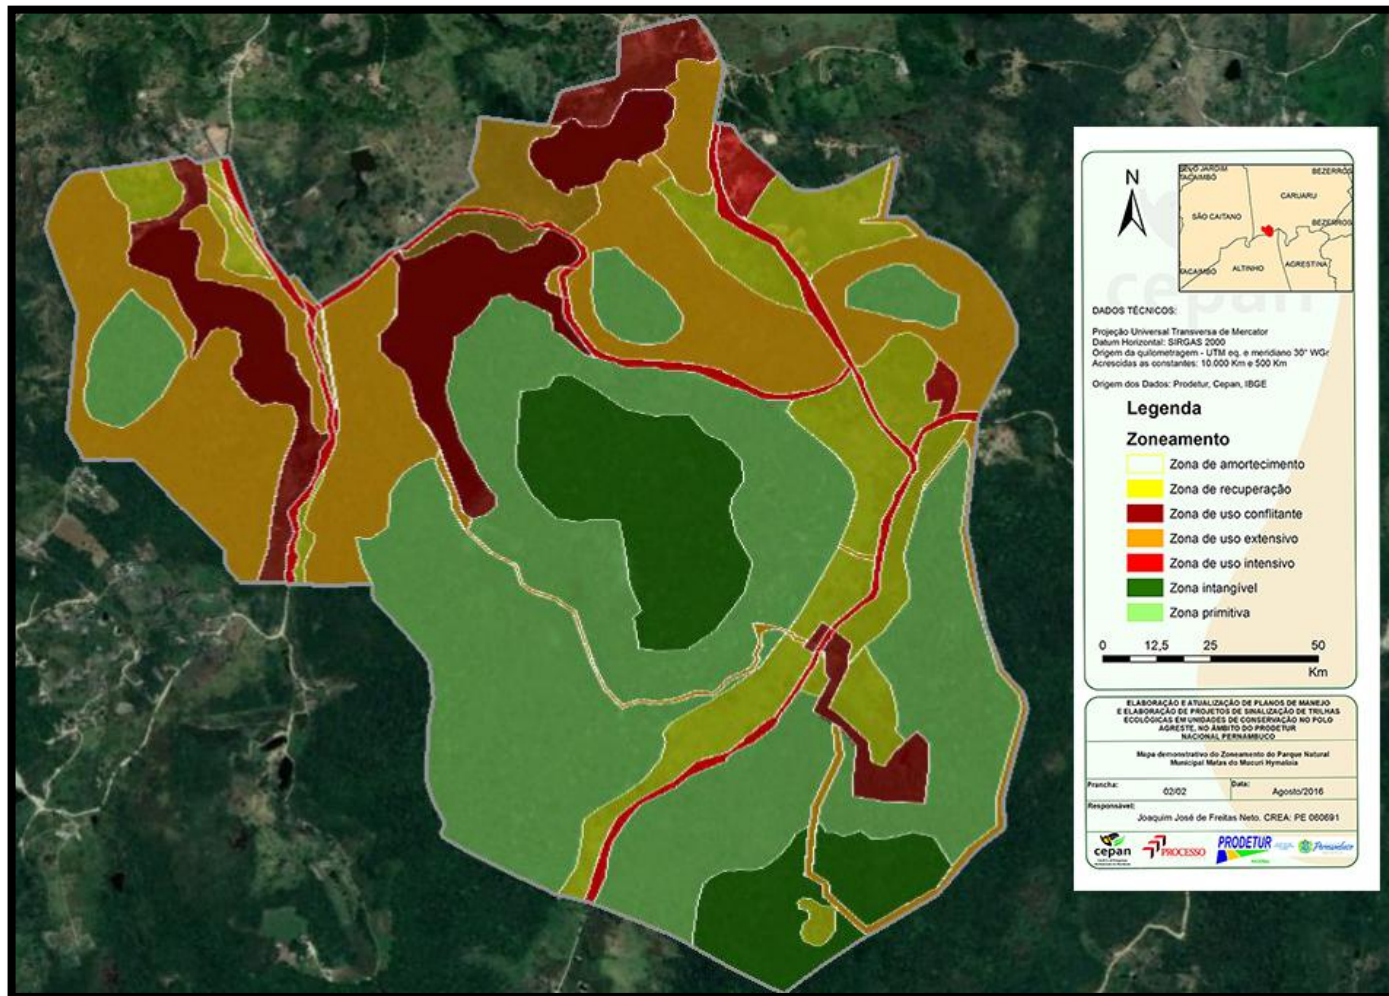 N
BEZERROS
TACAIMBÓ
CARUARU
SÃO CAITANO
BEZERROS
TACAIMBÓ
ALTINHO
AGRESTINA
cepan
DADOS TÉCNICOS:
Projeção Universal Transversa de Mercator
Datum Horizontal: SIRGAS 2000
Origem da quilometragem - UTM eq. e meridiano 30° WGr
Acrescidas as constantes: 10.000 Km e 500 Km
Origem dos Dados: Prodetur, Cepan, IBGE
Legenda
Zoneamento
Zona de amortecimento
Zona de recuperação
Zona de uso conflitante
Zona de uso extensivo
Zona de uso intensivo
Zona intangível
Zona primitiva
0 12,5 25 50
Km
ELABORAÇÃO E ATUALIZAÇÃO DE PLANOS DE MANEJO
E ELABORAÇÃO DE PROJETOS DE SINALIZAÇÃO DE TRILHAS
ECOLÓGICAS EM UNIDADES DE CONSERVAÇÃO NO POLO
AGRESTE, NO ÂMBITO DO PRODETUR
NACIONAL PERNAMBUCO
Mapa demonstrativo do Zoneamento do Parque Natural
Municipal Matas do Mucuri Hymalaia
Prancha: Data:
02/02 Agosto/2016
Responsável:
Joaquim José de Freitas Neto. CREA: PE 060691
cepan PROCESSO PRODETUR Pernambuco